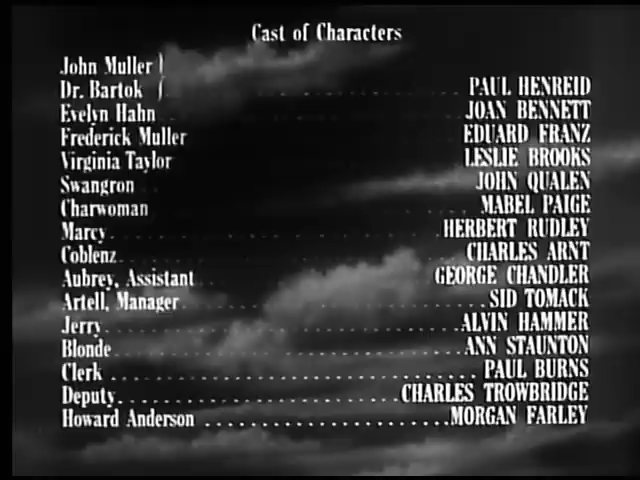 Cast of Characters
John Muller }
Dr. Bartok } PAUL HENREID
Evelyn Hahn JOAN BENNETT
Frederick Muller EDUARD FRANZ
Virginia Taylor LESLIE BROOKS
Swangron JOHN QUALEN
Charwoman MABEL PAIGE
Marcy HERBERT RUDLEY
Coblenz CHARLES ARNT
Aubrey, Assistant GEORGE CHANDLER
Artell, Manager SID TOMACK
Jerry ALVIN HAMMER
Blonde ANN STAUNTON
Clerk PAUL BURNS
Deputy CHARLES TROWBRIDGE
Howard Anderson MORGAN FARLEY